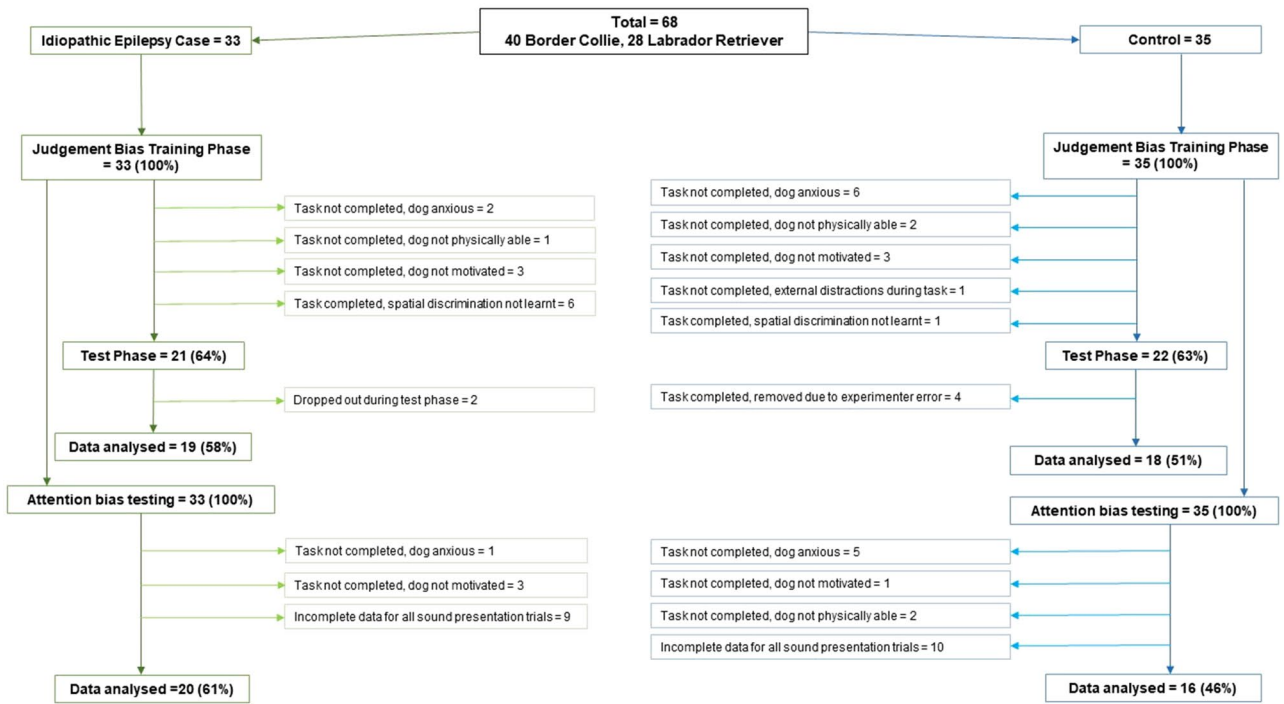 Total = 68
40 Border Collie, 28 Labrador Retriever
Idiopathic Epilepsy Case = 33
Control = 35
Judgement Bias Training Phase
= 33 (100%)
Task not completed, dog anxious = 2
Task not completed, dog not physically able = 1
Task not completed, dog not motivated = 3
Task completed, spatial discrimination not learnt = 6
Test Phase = 21 (64%)
Dropped out during test phase = 2
Data analysed = 19 (58%)
Attention bias testing = 33 (100%)
Task not completed, dog anxious = 1
Task not completed, dog not motivated = 3
Incomplete data for all sound presentation trials = 9
Data analysed =20 (61%)
Judgement Bias Training Phase
= 35 (100%)
Task not completed, dog anxious = 6
Task not completed, dog not physically able = 2
Task not completed, dog not motivated = 3
Task not completed, external distractions during task = 1
Task completed, spatial discrimination not learnt = 1
Test Phase = 22 (63%)
Task completed, removed due to experimenter error = 4
Data analysed = 18 (51%)
Attention bias testing = 35 (100%)
Task not completed, dog anxious = 5
Task not completed, dog not motivated = 1
Task not completed, dog not physically able = 2
Incomplete data for all sound presentation trials = 10
Data analysed = 16 (46%)